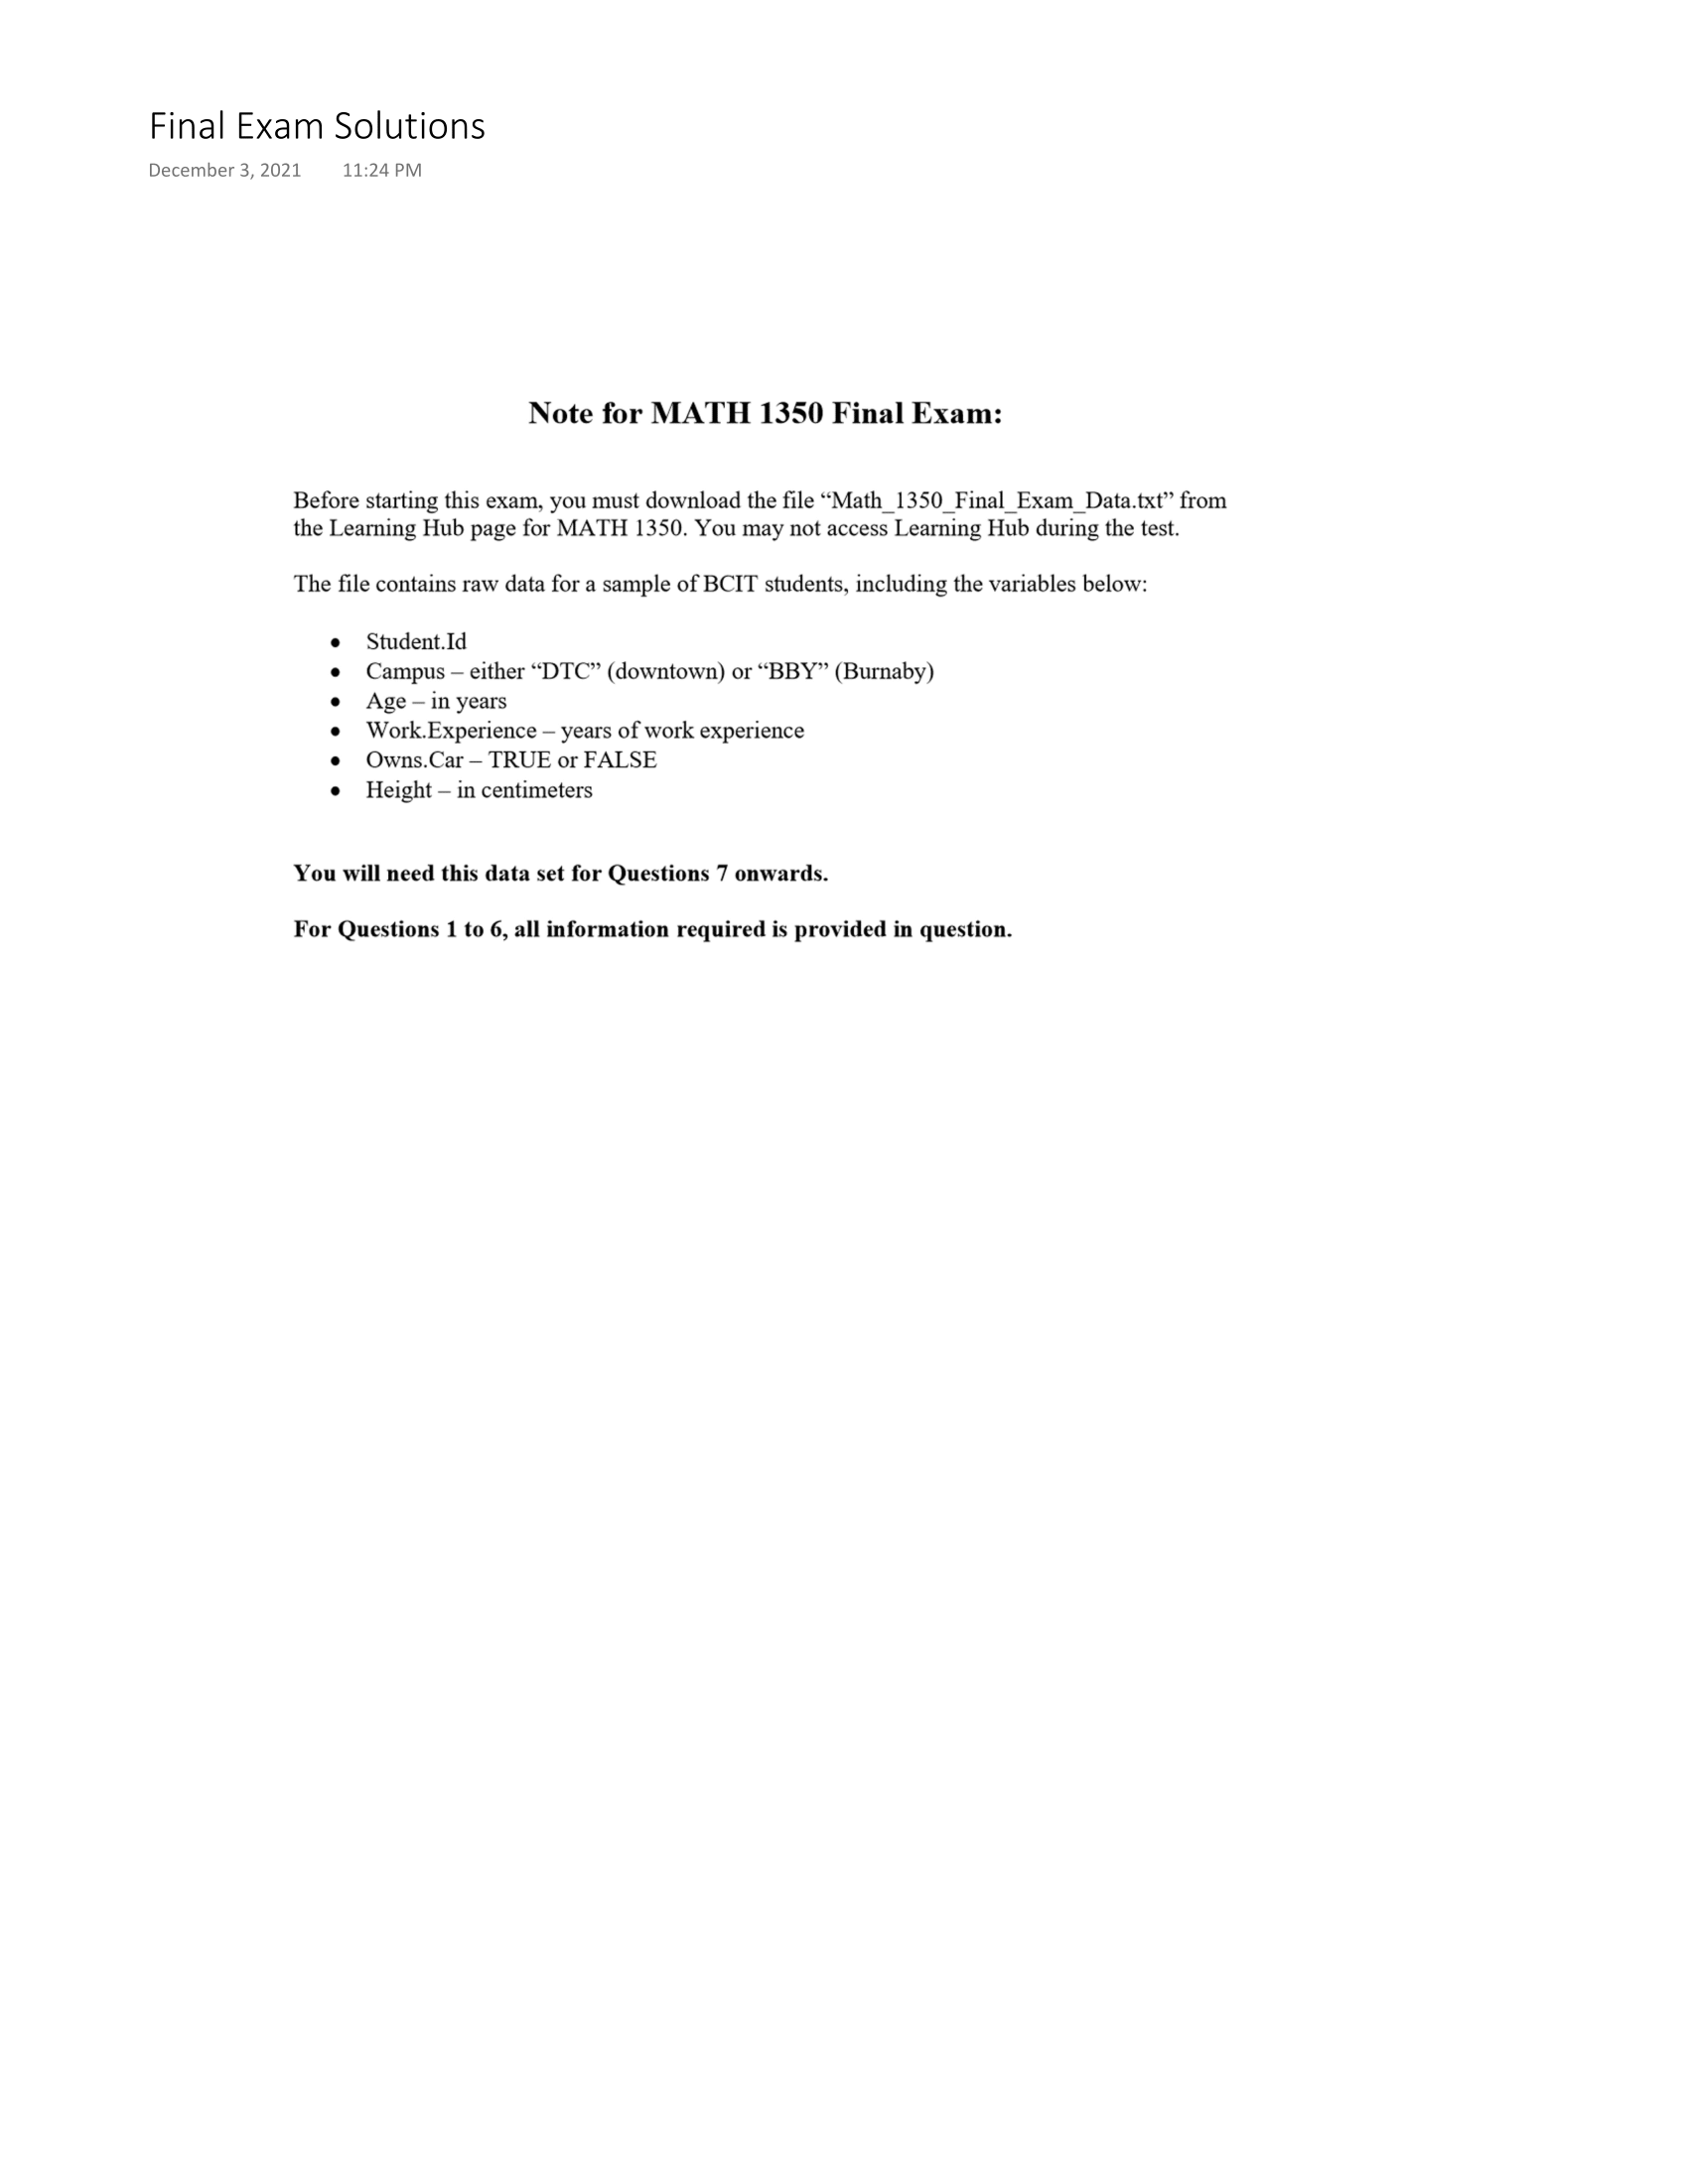 Final Exam Solutions
December 3, 2021 11:24 PM
Note for MATH 1350 Final Exam:
Before starting this exam, you must download the file “Math_1350_Final_Exam_Data.txt” from
the Learning Hub page for MATH 1350. You may not access Learning Hub during the test.
The file contains raw data for a sample of BCIT students, including the variables below:
• Student.Id
• Campus – either “DTC” (downtown) or “BBY” (Burnaby)
• Age – in years
• Work.Experience – years of work experience
• Owns.Car – TRUE or FALSE
• Height – in centimeters
You will need this data set for Questions 7 onwards.
For Questions 1 to 6, all information required is provided in question.